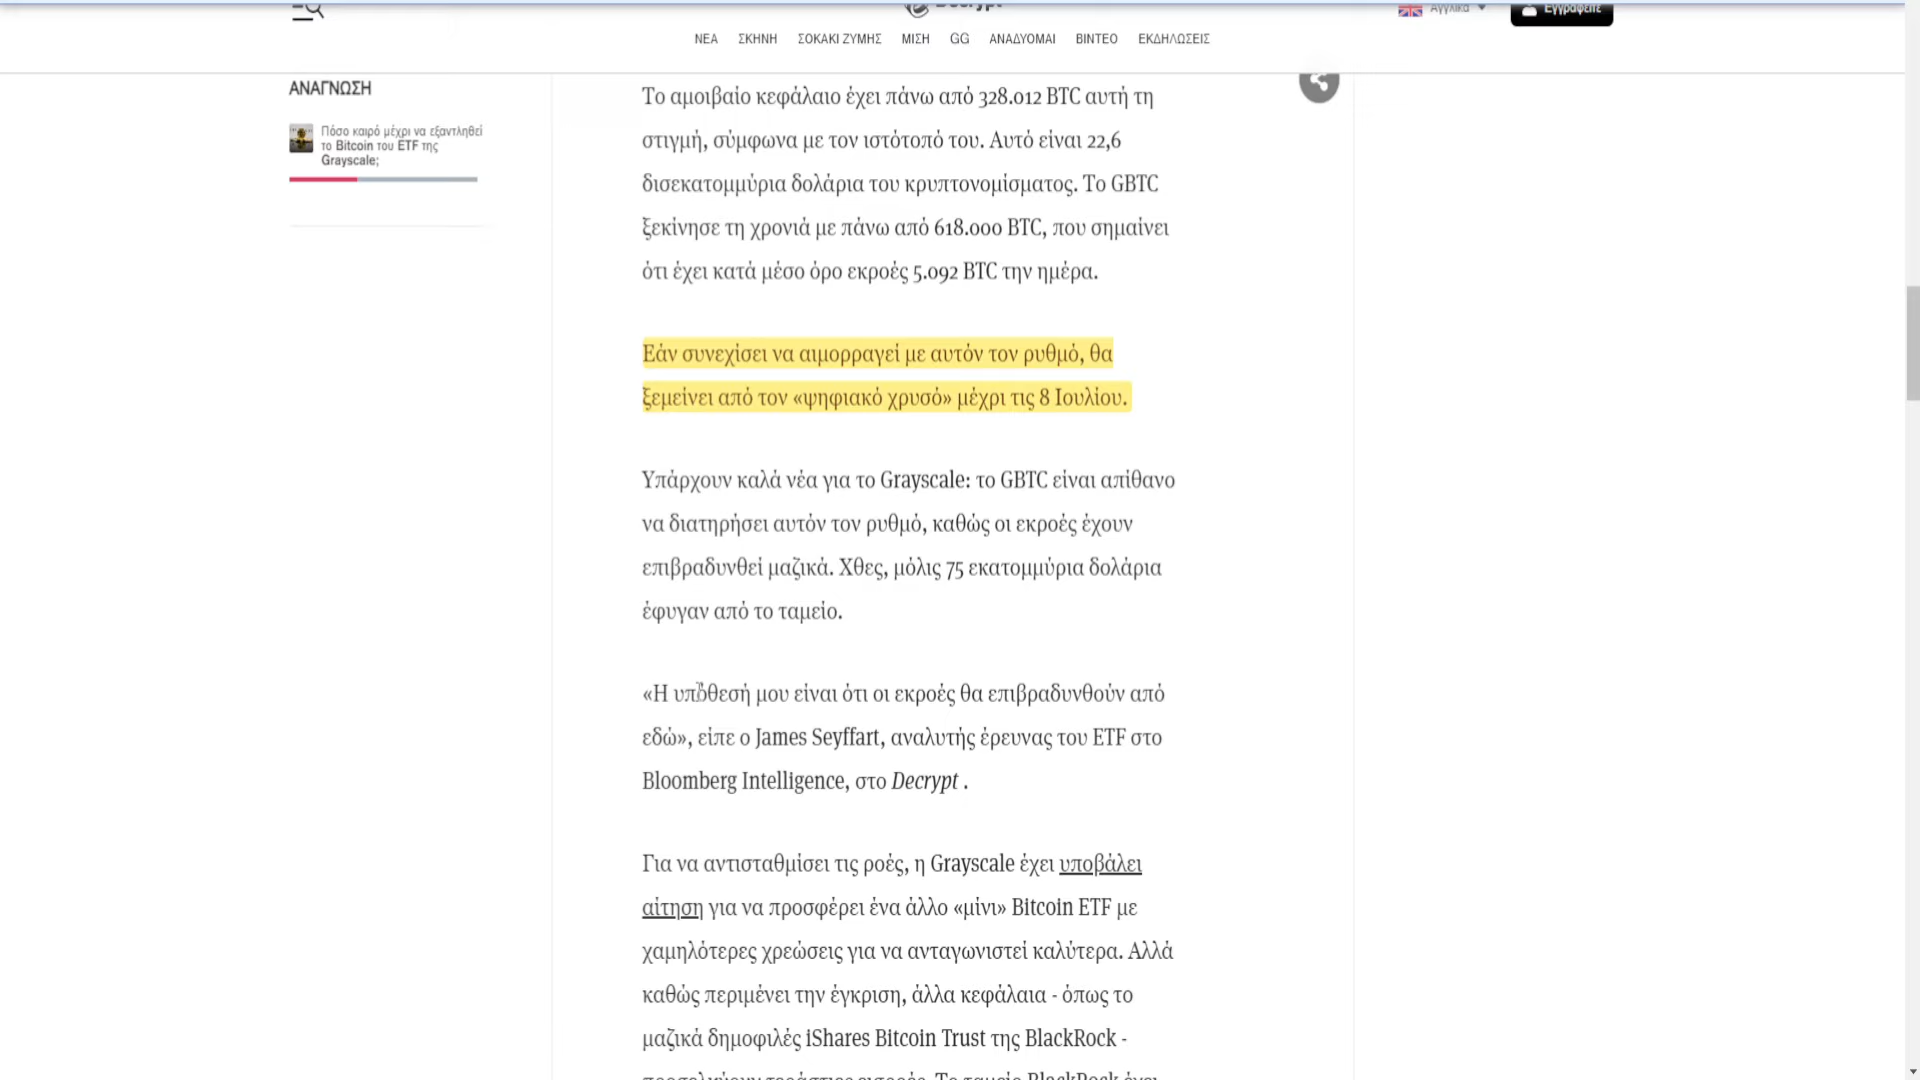 Αγγλικά
Εγγραφείτε
ΝΕΑ ΣΚΗΝΗ ΣΟΚΑΚΙ ΖΥΜΗΣ ΜΙΣΗ GG ΑΝΑΔΥΟΜΑΙ ΒΙΝΤΕΟ ΕΚΔΗΛΩΣΕΙΣ
ΑΝΑΓΝΩΣΗ
Πόσο καιρό μέχρι να εξαντληθεί
το Bitcoin του ETF της
Grayscale;
Το αμοιβαίο κεφάλαιο έχει πάνω από 328.012 BTC αυτή τη
στιγμή, σύμφωνα με τον ιστότοπό του. Αυτό είναι 22,6
δισεκατομμύρια δολάρια του κρυπτονομίσματος. Το GBTC
ξεκίνησε τη χρονιά με πάνω από 618.000 BTC, που σημαίνει
ότι έχει κατά μέσο όρο εκροές 5.092 BTC την ημέρα.
Εάν συνεχίσει να αιμορραγεί με αυτόν τον ρυθμό, θα
ξεμείνει από τον «ψηφιακό χρυσό» μέχρι τις 8 Ιουλίου.
Υπάρχουν καλά νέα για το Grayscale: το GBTC είναι απίθανο
να διατηρήσει αυτόν τον ρυθμό, καθώς οι εκροές έχουν
επιβραδυνθεί μαζικά. Χθες, μόλις 75 εκατομμύρια δολάρια
έφυγαν από το ταμείο.
«Η υπόθεσή μου είναι ότι οι εκροές θα επιβραδυνθούν από
εδώ», είπε ο James Seyffart, αναλυτής έρευνας του ETF στο
Bloomberg Intelligence, στο Decrypt .
Για να αντισταθμίσει τις ροές, η Grayscale έχει υποβάλει
αίτηση για να προσφέρει ένα άλλο «μίνι» Bitcoin ETF με
χαμηλότερες χρεώσεις για να ανταγωνιστεί καλύτερα. Αλλά
καθώς περιμένει την έγκριση, άλλα κεφάλαια - όπως το
μαζικά δημοφιλές iShares Bitcoin Trust της BlackRock -